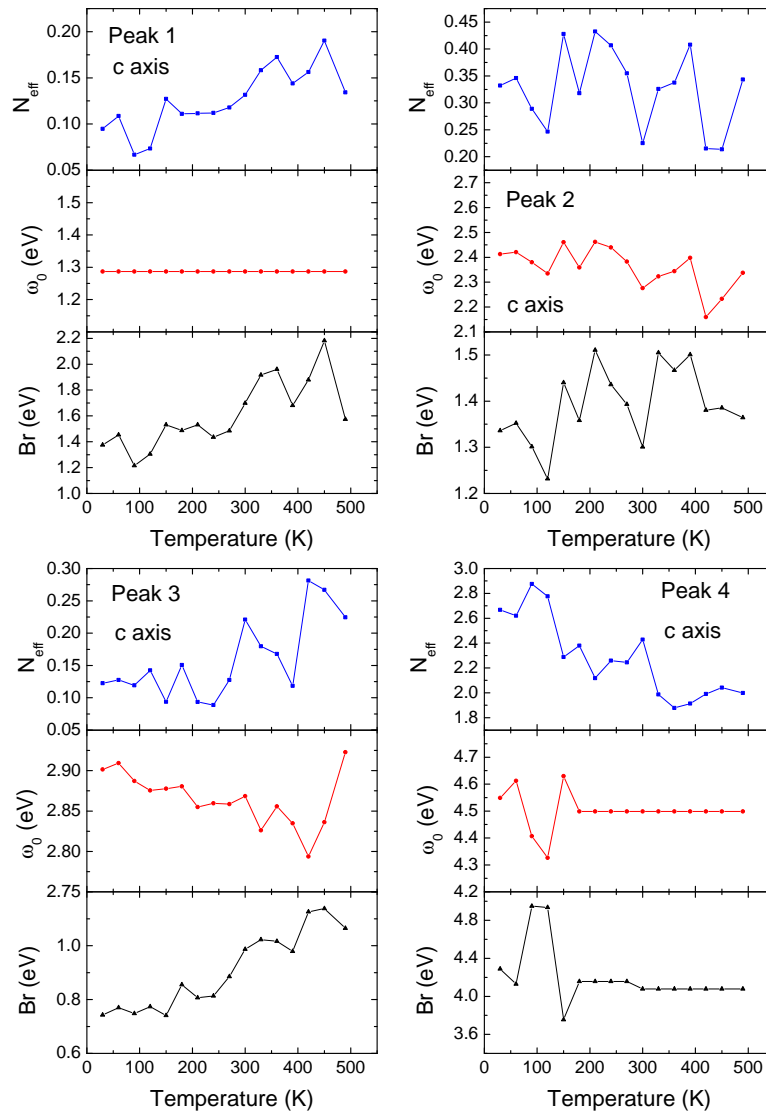 Peak 1
c axis
N_eff
0.20
0.15
0.10
0.05
ω_0 (eV)
1.5
1.4
1.3
1.2
Br (eV)
2.2
2.0
1.8
1.6
1.4
1.2
1.0
0 100 200 300 400 500
Temperature (K)
N_eff
0.45
0.40
0.35
0.30
0.25
0.20
Peak 2
c axis
ω_0 (eV)
2.7
2.6
2.5
2.4
2.3
2.2
2.1
Br (eV)
1.5
1.4
1.3
1.2
0 100 200 300 400 500
Temperature (K)
Peak 3
c axis
N_eff
0.30
0.25
0.20
0.15
0.10
0.05
ω_0 (eV)
2.90
2.85
2.80
2.75
Br (eV)
1.0
0.8
0.6
0 100 200 300 400 500
Temperature (K)
Peak 4
c axis
N_eff
3.0
2.8
2.6
2.4
2.2
2.0
1.8
ω_0 (eV)
4.7
4.6
4.5
4.4
4.3
4.2
Br (eV)
4.8
4.4
4.0
3.6
0 100 200 300 400 500
Temperature (K)